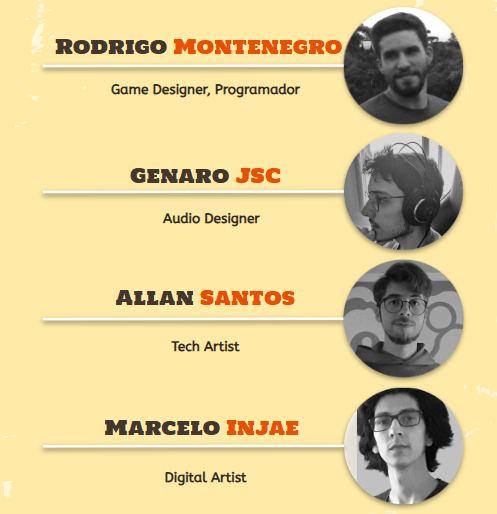 Rodrigo Montenegro
Game Designer, Programador
Genaro JSC
Audio Designer
Allan Santos
Tech Artist
Marcelo Injae
Digital Artist